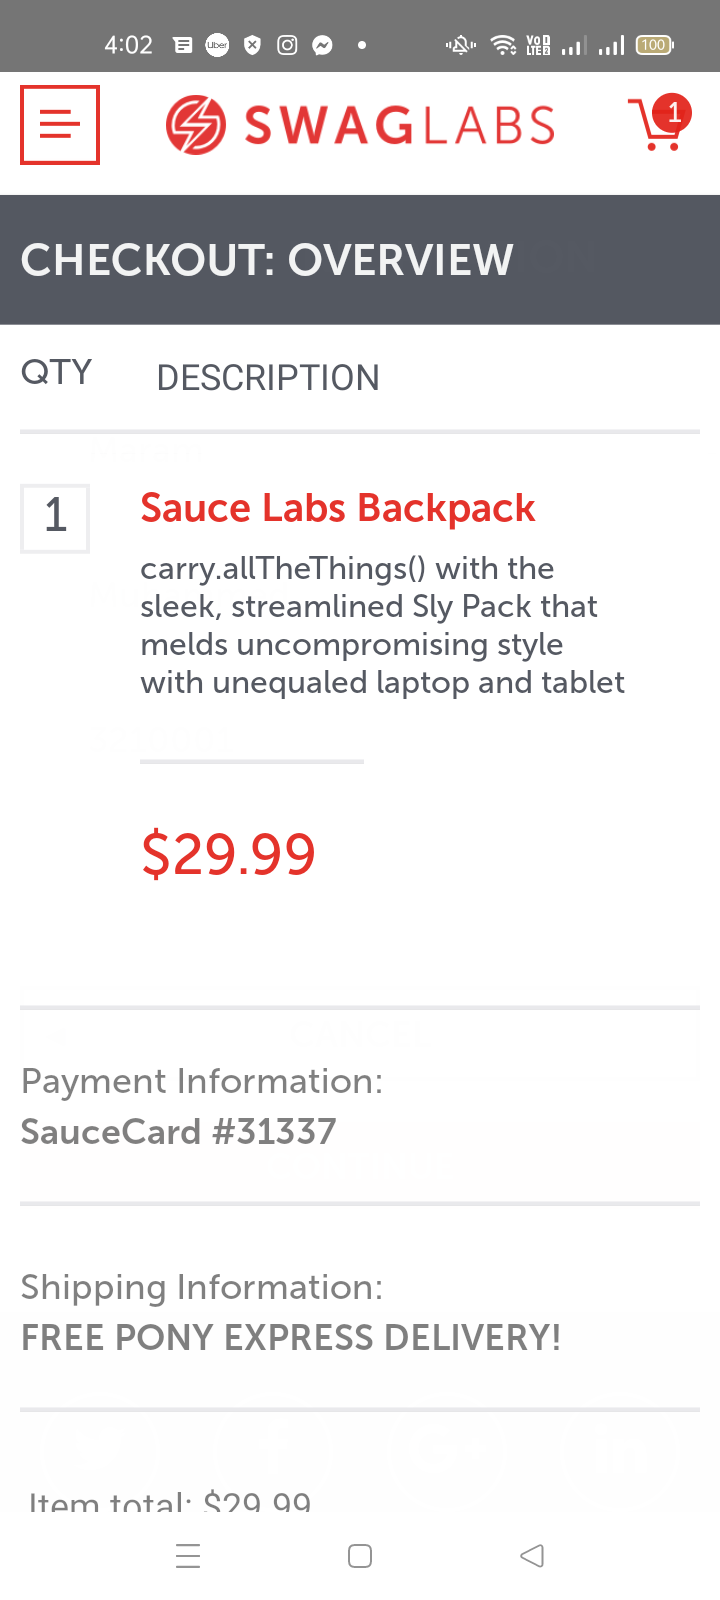 4:02
Uber
VoD
LTE2
100
SWAGLABS
1
CHECKOUT: OVERVIEW
QTY
DESCRIPTION
1
Sauce Labs Backpack
carry.allTheThings() with the
sleek, streamlined Sly Pack that
melds uncompromising style
with unequaled laptop and tablet
$29.99
Payment Information:
SauceCard #31337
Shipping Information:
FREE PONY EXPRESS DELIVERY!
Item total: $29.99